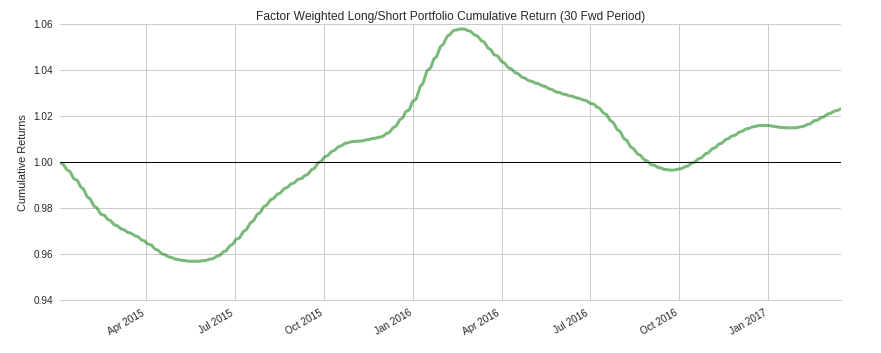 Factor Weighted Long/Short Portfolio Cumulative Return (30 Fwd Period)
1.06
1.04
1.02
1.00
0.98
0.96
0.94
Cumulative Returns
Apr 2015
Jul 2015
Oct 2015
Jan 2016
Apr 2016
Jul 2016
Oct 2016
Jan 2017